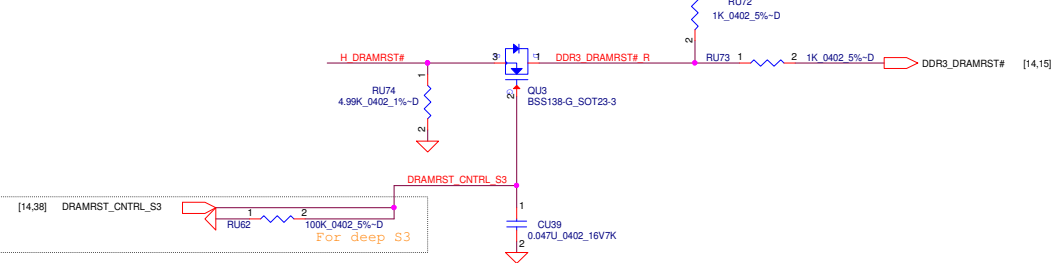 RU72
1K_0402_5%~D
2
H_DRAMRST#
3
1
DDR3_DRAMRST#_R
RU73
1
2
1K_0402_5%~D
DDR3_DRAMRST#
[14,15]
1
RU74
4.99K_0402_1%~D
2
2
QU3
BSS138-G_SOT23-3
DRAMRST_CNTRL_S3
[14,38]
DRAMRST_CNTRL_S3
1
2
RU62
100K_0402_5%~D
For deep S3
1
CU39
0.047U_0402_16V7K
2